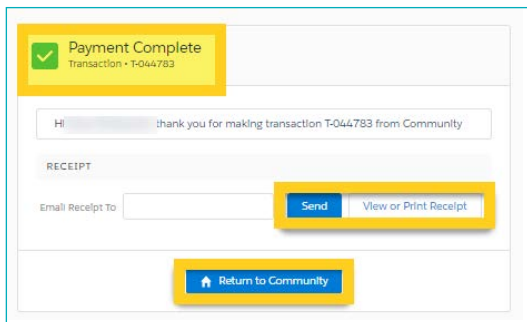 Payment Complete
Transaction • T-044783
Hi thank you for making transaction T-044783 from Community
RECEIPT
Email Receipt To Send View or Print Receipt
Return to Community